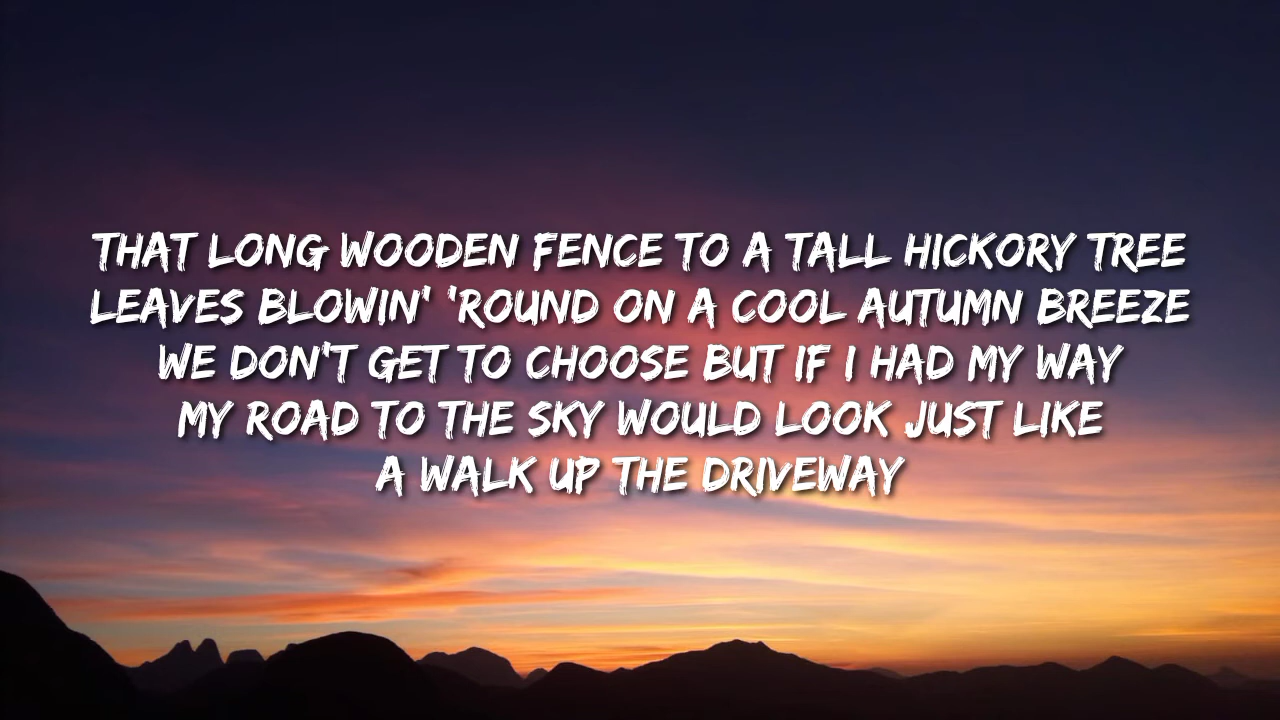 THAT LONG WOODEN FENCE TO A TALL HICKORY TREE
LEAVES BLOWIN' 'ROUND ON A COOL AUTUMN BREEZE
WE DON'T GET TO CHOOSE BUT IF I HAD MY WAY
MY ROAD TO THE SKY WOULD LOOK JUST LIKE
A WALK UP THE DRIVEWAY